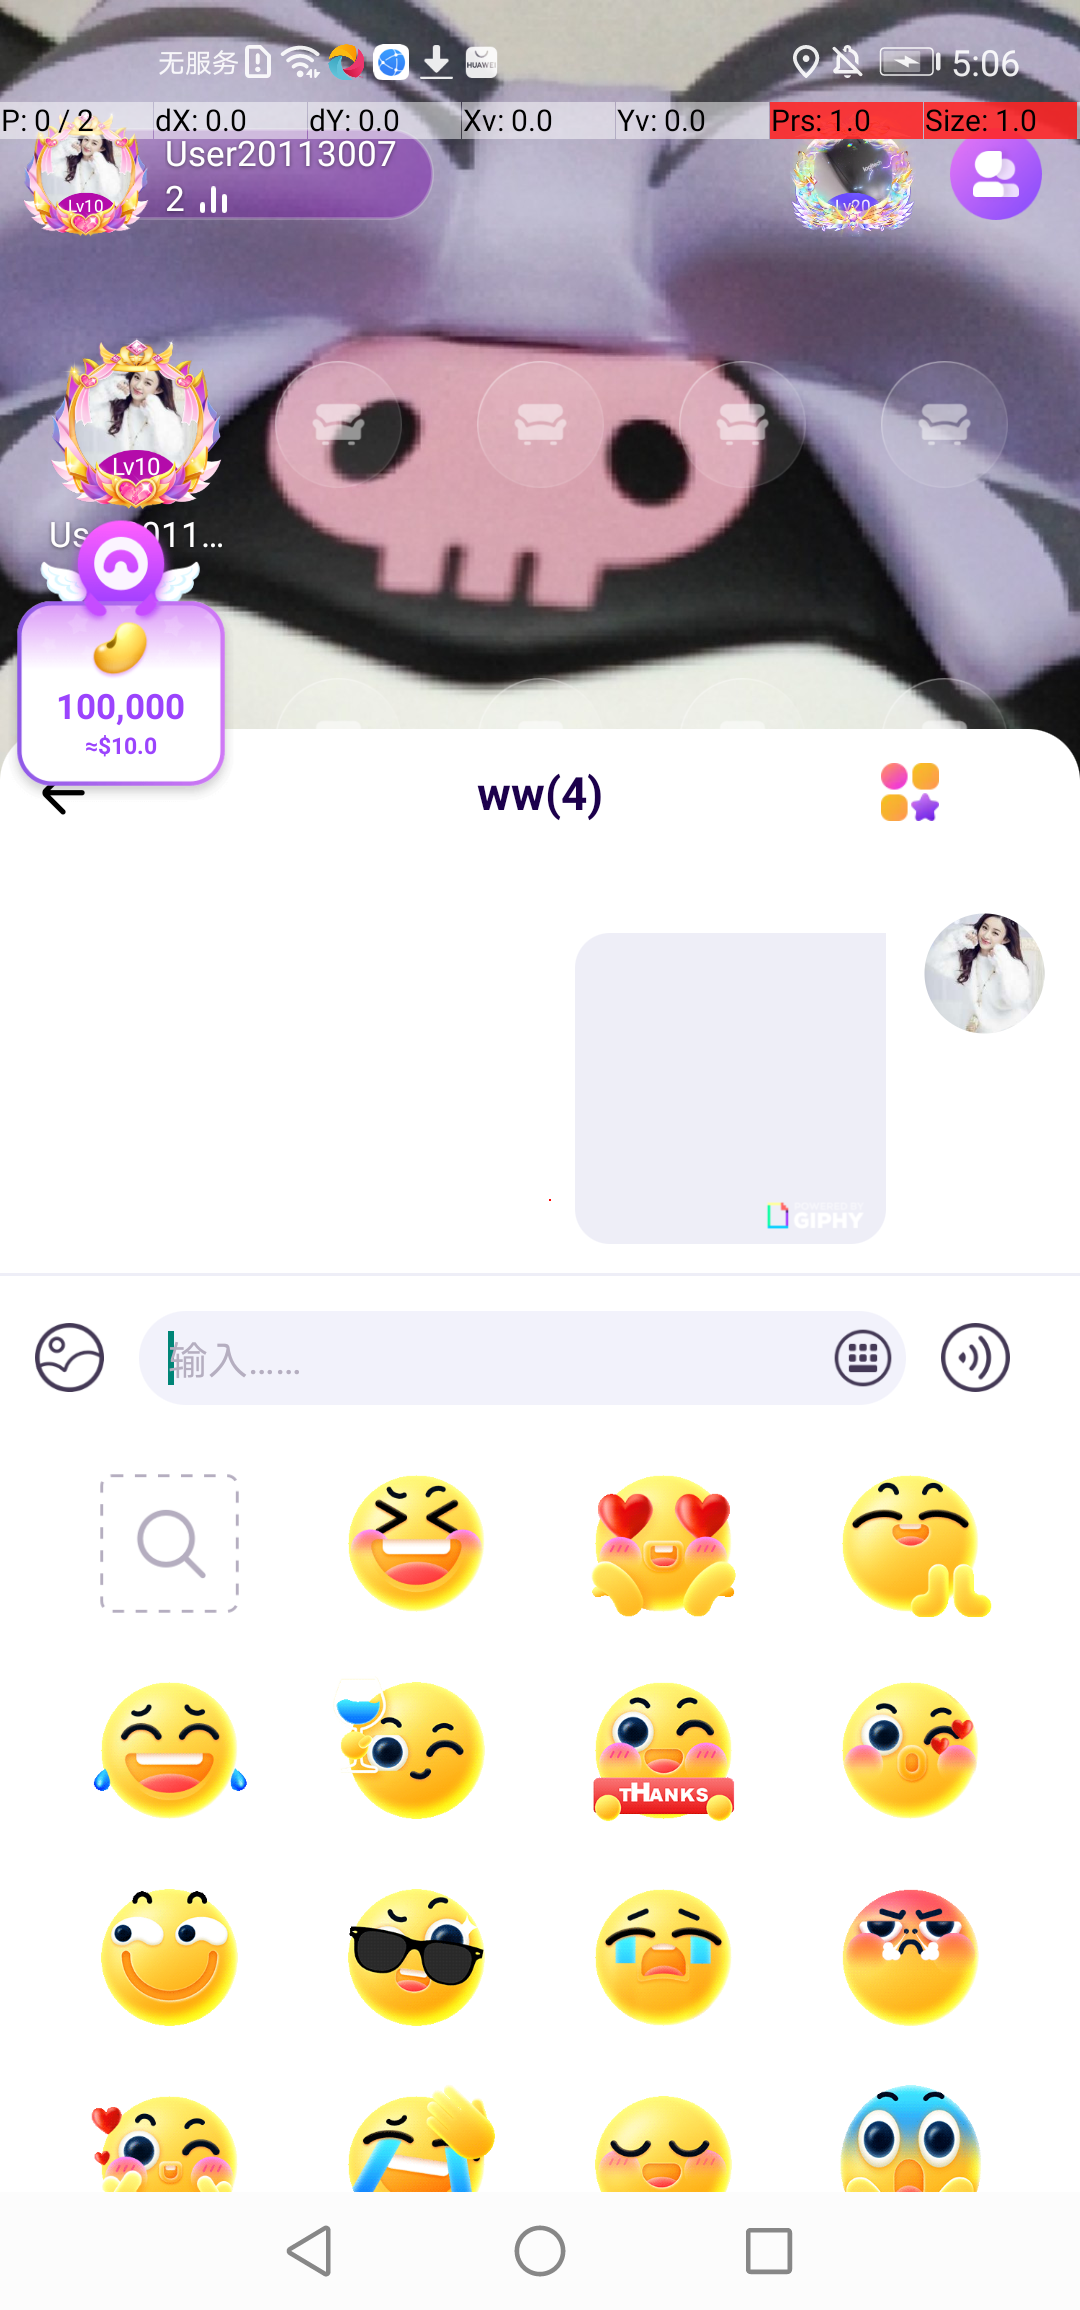 无服务
HUAWEI
5:06
P: 0 / 2
dX: 0.0
dY: 0.0
Xv: 0.0
Yv: 0.0
Prs: 1.0
Size: 1.0
User20113007
2
Lv10
Lv20
Lv10
Us 011...
100,000
≈$10.0
ww(4)
POWERED BY
GIPHY
输入......
THANKS